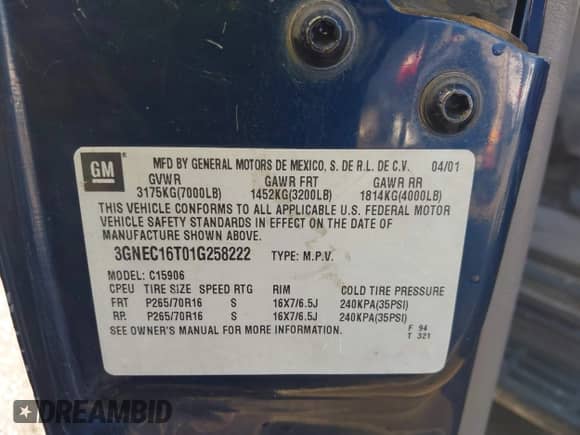 GM
MFD BY GENERAL MOTORS DE MEXICO, S. DE R.L. DE C.V. 04/01
GVWR GAWR FRT GAWR RR
3175KG(7000LB) 1452KG(3200LB) 1814KG(4000LB)
THIS VEHICLE CONFORMS TO ALL APPLICABLE U.S. FEDERAL MOTOR
VEHICLE SAFETY STANDARDS IN EFFECT ON THE DATE OF
MANUFACTURE SHOWN ABOVE.
3GNEC16T01G258222 TYPE: M.P.V.
MODEL: C15906
CPEU TIRE SIZE SPEED RTG RIM COLD TIRE PRESSURE
FRT P265/70R16 S 16X7/6.5J 240KPA(35PSI)
RR P265/70R16 S 16X7/6.5J 240KPA(35PSI)
SEE OWNER'S MANUAL FOR MORE INFORMATION.
F 94
T 321
DREAMBID